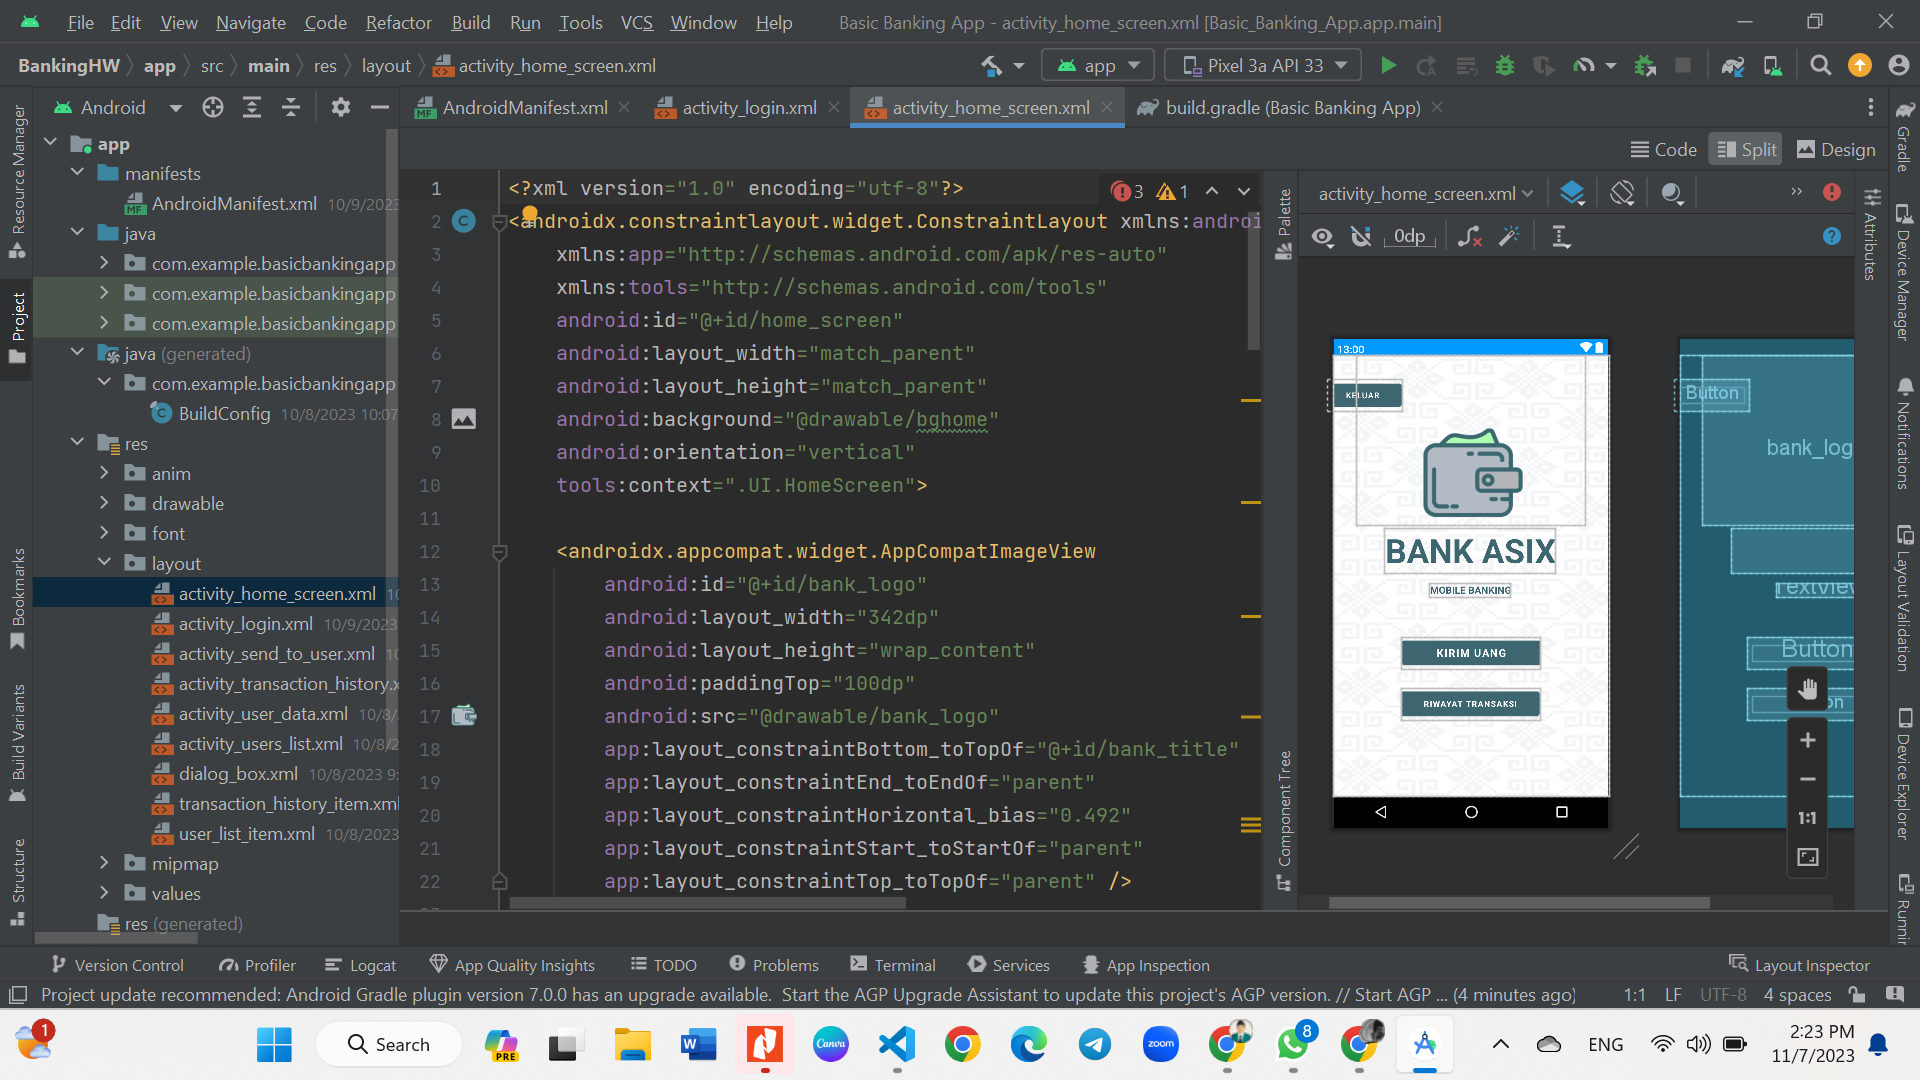 File Edit View Navigate Code Refactor Build Run Tools VCS Window Help Basic Banking App - activity_home_screen.xml [Basic_Banking_App.app.main]
BankingHW app src main res layout activity_home_screen.xml app Pixel 3a API 33
Android AndroidManifest.xml activity_login.xml activity_home_screen.xml build.gradle (Basic Banking App)
Code Split Design
Resource Manager
Project
Bookmarks
Build Variants
Structure
app
manifests
AndroidManifest.xml 10/9/2023
java
com.example.basicbankingapp
com.example.basicbankingapp
com.example.basicbankingapp
java (generated)
com.example.basicbankingapp
BuildConfig 10/8/2023 10:07
res
anim
drawable
font
layout
activity_home_screen.xml 10
activity_login.xml 10/9/2023
activity_send_to_user.xml 10
activity_transaction_history.x
activity_user_data.xml 10/8/
activity_users_list.xml 10/8/2
dialog_box.xml 10/8/2023 9:
transaction_history_item.xml
user_list_item.xml 10/8/2023
mipmap
values
res (generated)
3 1
1 <?xml version="1.0" encoding="utf-8"?>
2 <androidx.constraintlayout.widget.ConstraintLayout xmlns:androi
3 xmlns:app="http://schemas.android.com/apk/res-auto"
4 xmlns:tools="http://schemas.android.com/tools"
5 android:id="@+id/home_screen"
6 android:layout_width="match_parent"
7 android:layout_height="match_parent"
8 android:background="@drawable/bghome"
9 android:orientation="vertical"
10 tools:context=".UI.HomeScreen">
11
12 <androidx.appcompat.widget.AppCompatImageView
13 android:id="@+id/bank_logo"
14 android:layout_width="342dp"
15 android:layout_height="wrap_content"
16 android:paddingTop="100dp"
17 android:src="@drawable/bank_logo"
18 app:layout_constraintBottom_toTopOf="@+id/bank_title"
19 app:layout_constraintEnd_toEndOf="parent"
20 app:layout_constraintHorizontal_bias="0.492"
21 app:layout_constraintStart_toStartOf="parent"
22 app:layout_constraintTop_toTopOf="parent" />
Palette
Component Tree
activity_home_screen.xml
0dp
13:00
KELUAR
BANK ASIX
MOBILE BANKING
KIRIM UANG
RIWAYAT TRANSAKSI
Button
bank_log
TextView
Button
on
1:1
Attributes
Gradle
Device Manager
Notifications
Layout Validation
Device Explorer
Runnin
Version Control Profiler Logcat App Quality Insights TODO Problems Terminal Services App Inspection Layout Inspector
Project update recommended: Android Gradle plugin version 7.0.0 has an upgrade available. Start the AGP Upgrade Assistant to update this project's AGP version. // Start AGP ... (4 minutes ago) 1:1 LF UTF-8 4 spaces
1 Search PRE Canva zoom 8 ENG 2:23 PM
11/7/2023